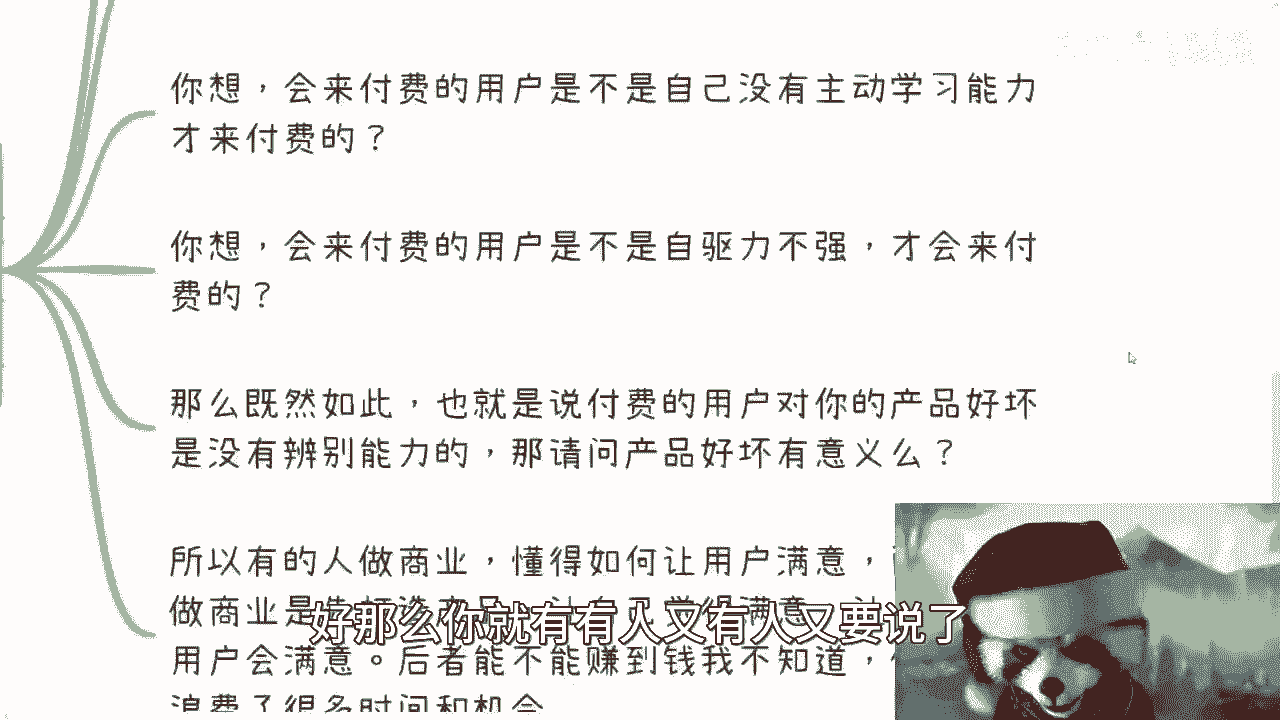 你想，会来付费的用户是不是自己没有主动学习能力
才来付费的？
你想，会来付费的用户是不是自驱力不强，才会来付
费的？
那么既然如此，也就是说付费的用户对你的产品好坏
是没有辨别能力的，那请问产品好坏有意义么？
所以有的人做商业，懂得如何让用户满意，
做商业是
用户会满意。后者能不能赚到钱我不知道，
浪费了很多时间和机会
好那么你就有有人又有人又要说了